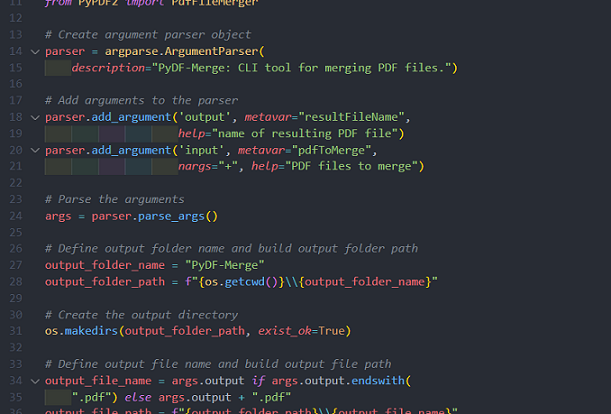 11 from PyPDF2 import PdfFileMerger
12
13 # Create argument parser object
14 parser = argparse.ArgumentParser(
15 description="PyDF-Merge: CLI tool for merging PDF files.")
16
17 # Add arguments to the parser
18 parser.add_argument('output', metavar="resultFileName",
19 help="name of resulting PDF file")
20 parser.add_argument('input', metavar="pdfToMerge",
21 nargs="+", help="PDF files to merge")
22
23 # Parse the arguments
24 args = parser.parse_args()
25
26 # Define output folder name and build output folder path
27 output_folder_name = "PyDF-Merge"
28 output_folder_path = f"{os.getcwd()}\\{output_folder_name}"
29
30 # Create the output directory
31 os.makedirs(output_folder_path, exist_ok=True)
32
33 # Define output file name and build output file path
34 output_file_name = args.output if args.output.endswith(
35 ".pdf") else args.output + ".pdf"
36 output_file_path = f"{output_folder_path}\\{output_file_name}"